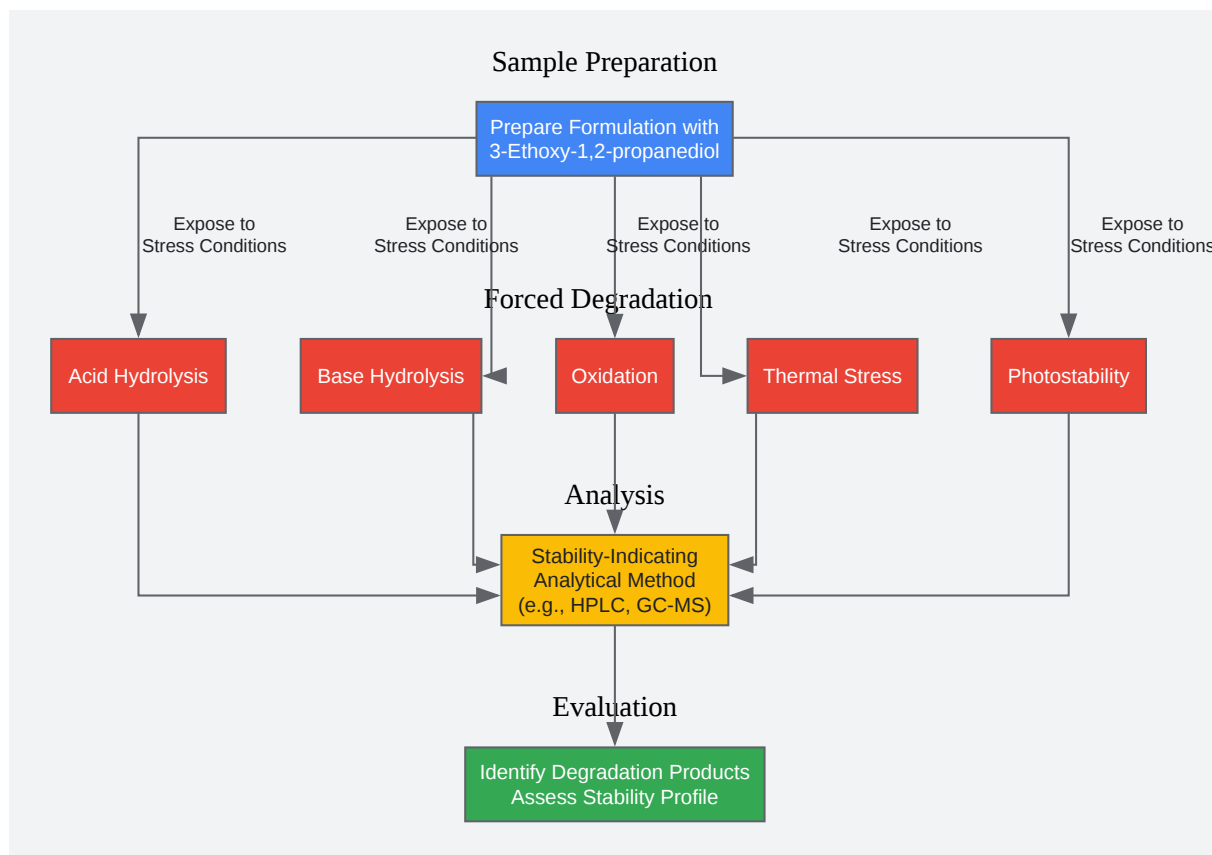 Sample Preparation
Prepare Formulation with
3-Ethoxy-1,2-propanediol
Expose to
Stress Conditions
Expose to
Stress Conditions
Expose to
Stress Conditions
Expose to
Stress Conditions
Expose to
Stress Conditions
Forced Degradation
Acid Hydrolysis
Base Hydrolysis
Oxidation
Thermal Stress
Photostability
Analysis
Stability-Indicating
Analytical Method
(e.g., HPLC, GC-MS)
Evaluation
Identify Degradation Products
Assess Stability Profile